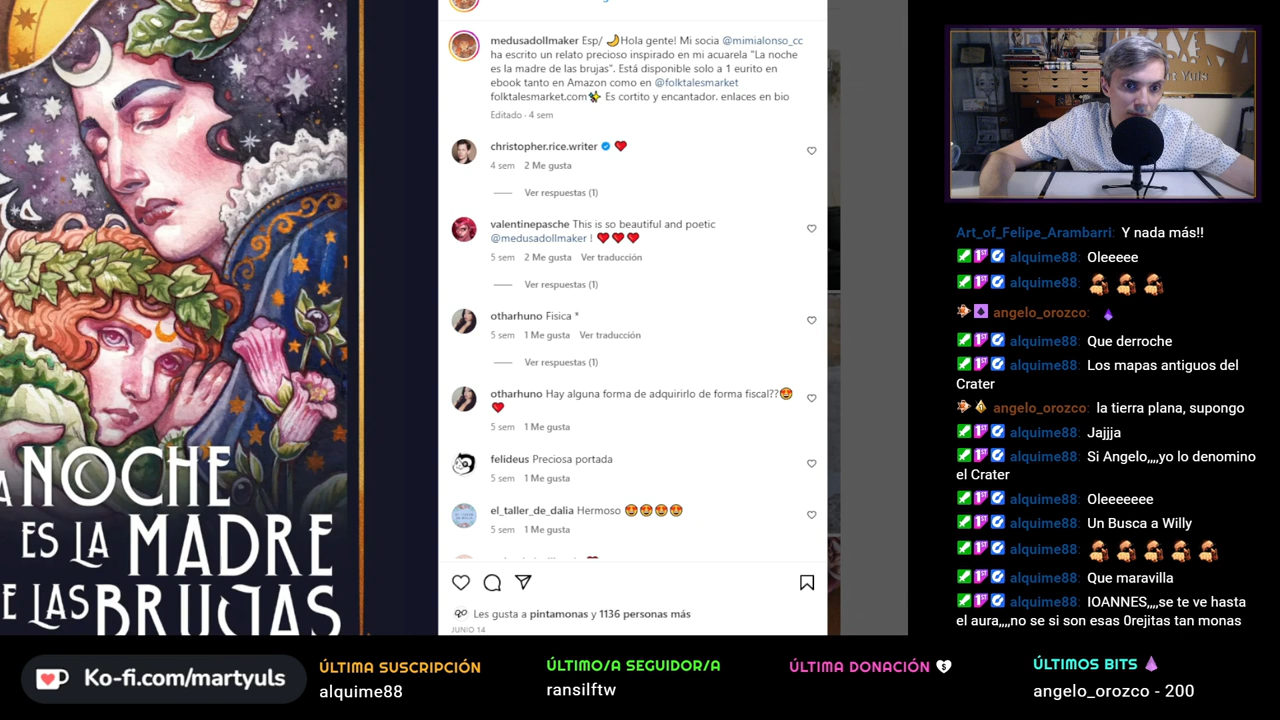 medusadollmaker Esp/ 🌙Hola gente! Mi socia @mimialonso_cc
ha escrito un relato precioso inspirado en mi acuarela "La noche
es la madre de las brujas". Está disponible solo a 1 eurito en
ebook tanto en Amazon como en @folktalesmarket
folktalesmarket.com✨ Es cortito y encantador. enlaces en bio
Editado · 4 sem
christopher.rice.writer ❤️
4 sem 2 Me gusta
Ver respuestas (1)
valentinepasche This is so beautiful and poetic
@medusadollmaker ! ❤️❤️❤️
5 sem 2 Me gusta Ver traducción
Ver respuestas (1)
otharhuno Fisica *
5 sem 1 Me gusta Ver traducción
Ver respuestas (1)
otharhuno Hay alguna forma de adquirirlo de forma fiscal??😍
❤️
5 sem 1 Me gusta
felideus Preciosa portada
5 sem 1 Me gusta
el_taller_de_dalia Hermoso 😍😍😍😍
5 sem 1 Me gusta
Les gusta a pintamonas y 1136 personas más
JUNIO 14
LA NOCHE
ES LA MADRE
DE LAS BRUJAS
Art_of_Felipe_Arambarri: Y nada más!!
alquime88: Oleeeee
alquime88:
angelo_orozco:
alquime88: Que derroche
alquime88: Los mapas antiguos del
Crater
angelo_orozco: la tierra plana, supongo
alquime88: Jajjja
alquime88: Si Angelo,,,,yo lo denomino
el Crater
alquime88: Oleeeeeee
alquime88: Un Busca a Willy
alquime88:
alquime88: Que maravilla
alquime88: IOANNES,,,,se te ve hasta
el aura,,,,no se si son esas 0rejitas tan monas
Ko-fi.com/martyuls
ÚLTIMA SUSCRIPCIÓN
alquime88
ÚLTIMO/A SEGUIDOR/A
ransilftw
ÚLTIMA DONACIÓN
ÚLTIMOS BITS
angelo_orozco - 200